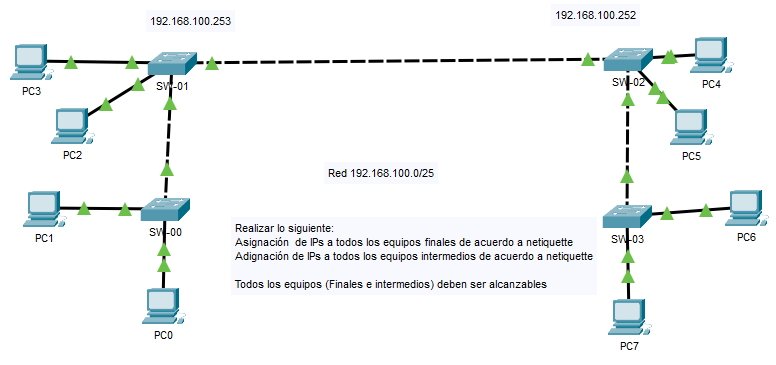 192.168.100.253
192.168.100.252
PC3
SW-01
SW-02
PC4
PC2
PC5
Red 192.168.100.0/25
PC1
SW-00
Realizar lo siguiente:
Asignación  de IPs a todos los equipos finales de acuerdo a netiquette
Adignación de IPs a todos los equipos intermedios de acuerdo a netiquette
Todos los equipos (Finales e intermedios) deben ser alcanzables
SW-03
PC6
PC0
PC7